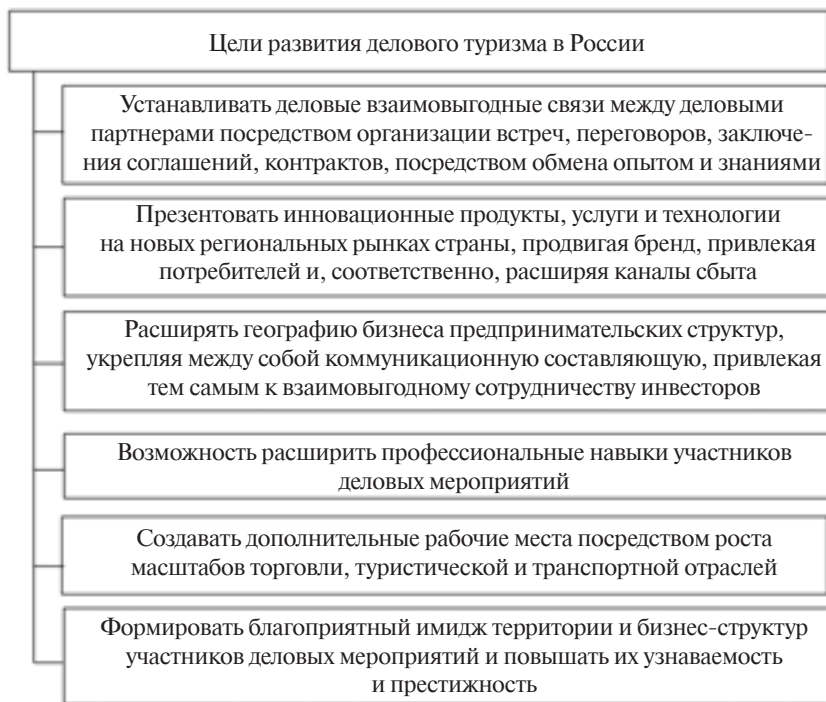 Цели развития делового туризма в России
Устанавливать деловые взаимовыгодные связи между деловыми
партнерами посредством организации встреч, переговоров, заключе-
ния соглашений, контрактов, посредством обмена опытом и знаниями
Презентовать инновационные продукты, услуги и технологии
на новых региональных рынках страны, продвигая бренд, привлекая
потребителей и, соответственно, расширяя каналы сбыта
Расширять географию бизнеса предпринимательских структур,
укрепляя между собой коммуникационную составляющую, привлекая
тем самым к взаимовыгодному сотрудничеству инвесторов
Возможность расширить профессиональные навыки участников
деловых мероприятий
Создавать дополнительные рабочие места посредством роста
масштабов торговли, туристической и транспортной отраслей
Формировать благоприятный имидж территории и бизнес-структур
участников деловых мероприятий и повышать их узнаваемость
и престижность